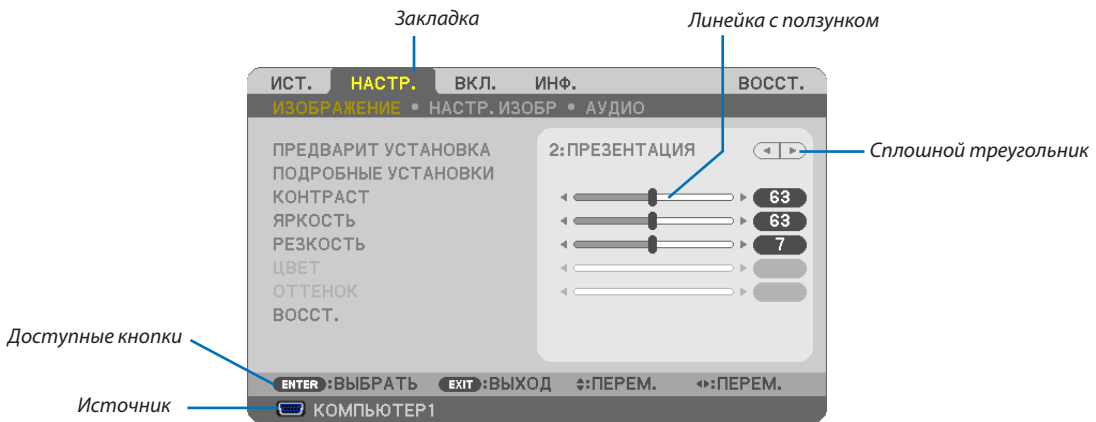 Закладка
Линейка с ползунком
ИСТ. НАСТР. ВКЛ. ИНФ. ВОССТ.
ИЗОБРАЖЕНИЕ • НАСТР. ИЗОБР • АУДИО
ПРЕДВАРИТ УСТАНОВКА 2:ПРЕЗЕНТАЦИЯ
Сплошной треугольник
ПОДРОБНЫЕ УСТАНОВКИ
КОНТРАСТ 63
ЯРКОСТЬ 63
РЕЗКОСТЬ 7
ЦВЕТ
ОТТЕНОК
ВОССТ.
Доступные кнопки
ENTER:ВЫБРАТЬ EXIT:ВЫХОД :ПЕРЕМ. :ПЕРЕМ.
Источник
КОМПЬЮТЕР1